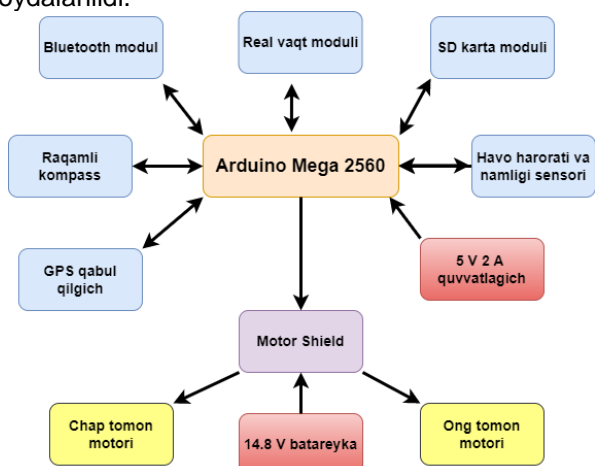 oydalanildi.
Bluetooth modul
Real vaqt moduli
SD karta moduli
Raqamli
kompass
Arduino Mega 2560
Havo harorati va
namligi sensori
GPS qabul
qilgich
5 V 2 A
quvvatlagich
Motor Shield
Chap tomon
motori
14.8 V batareyka
Ong tomon
motori